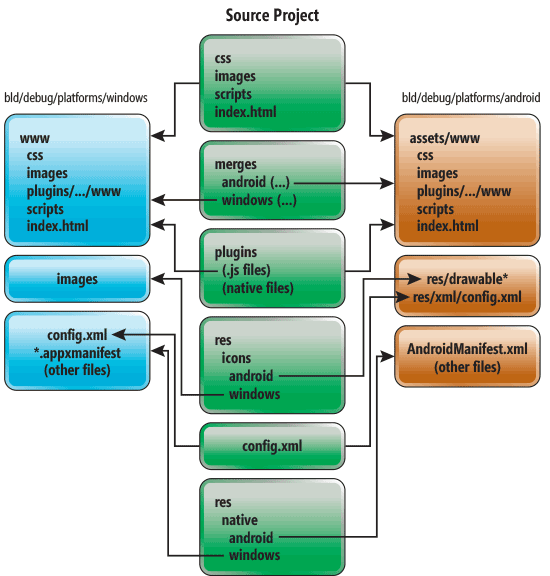 Source Project
css
images
scripts
index.html
bld/debug/platforms/windows
bld/debug/platforms/android
www
css
images
plugins/.../www
scripts
index.html
merges
android (...)
windows (...)
assets/www
css
images
plugins/.../www
scripts
index.html
plugins
(.js files)
(native files)
images
res/drawable*
res/xml/config.xml
config.xml
*.appxmanifest
(other files)
res
icons
android
windows
AndroidManifest.xml
(other files)
config.xml
res
native
android
windows